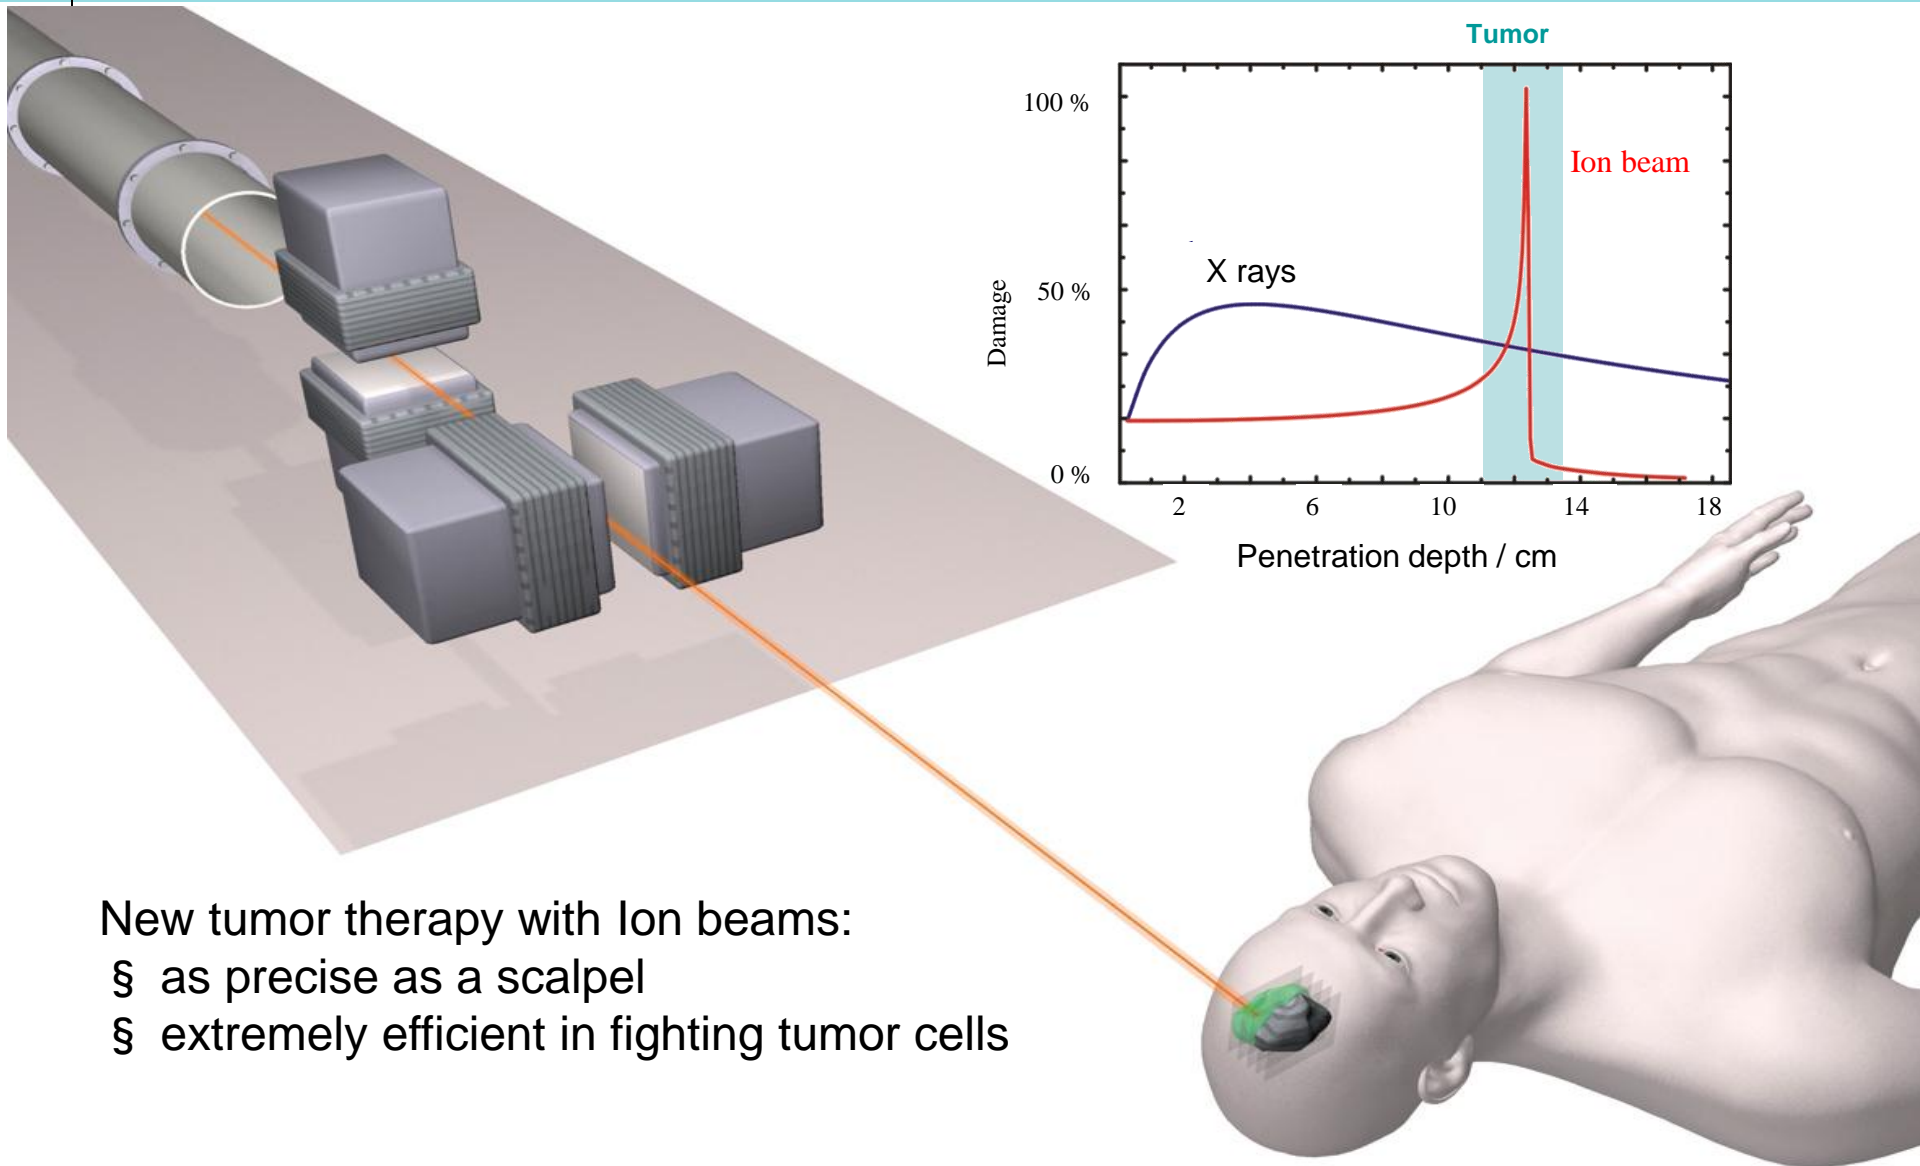 Tumor
100 %
Ion beam
X rays
50 %
Damage
0 %
2 6 10 14 18
Penetration depth / cm
New tumor therapy with Ion beams:
§ as precise as a scalpel
§ extremely efficient in fighting tumor cells